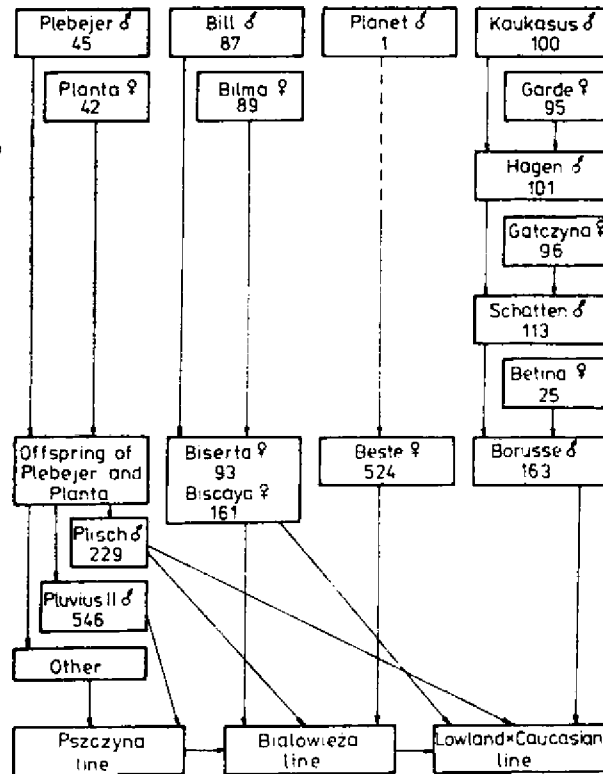 Plebejer ♂
45
Bill ♂
87
Planet ♂
1
Kaukasus ♂
100
Planta ♀
42
Bilma ♀
89
Garde ♀
95
Hagen ♂
101
Gatczyna ♀
96
Schatten ♂
113
Betina ♀
25
Offspring of
Plebejer and
Planta
Biserta ♀
93
Biscaya ♀
161
Beste ♀
524
Borusse ♂
163
Plisch ♂
229
Pluvius II ♂
546
Other
Pszczyna
line
Białowieża
line
Lowland×Caucasian
line